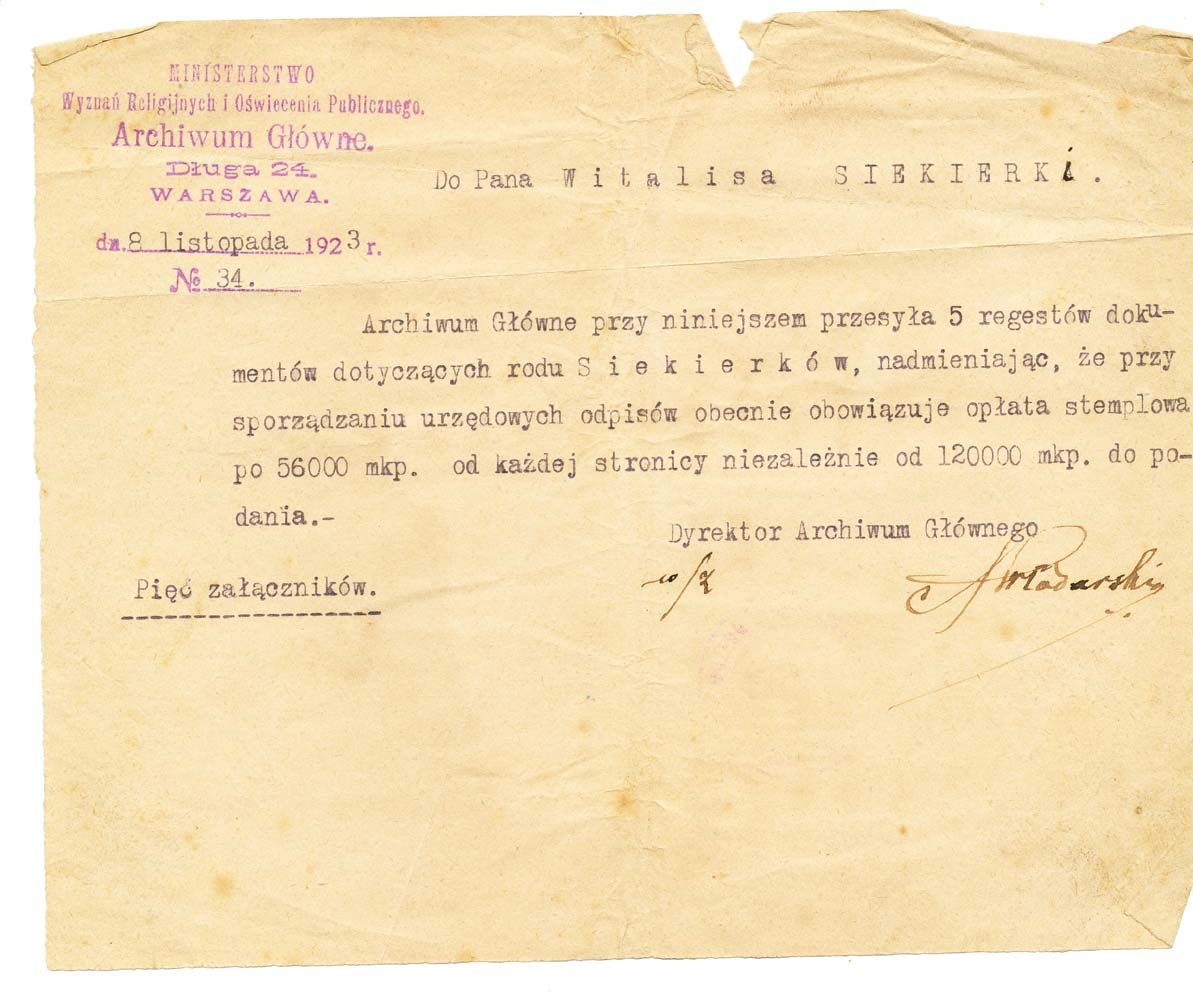 MINISTERSTWO
Wyznań Religijnych i Oświecenia Publicznego.
Archiwum Główne.
Długa 24.
WARSZAWA.
dn. 8 listopada 1923 r.
№ 34.
Do Pana Witalisa SIEKIERKi.
Archiwum Główne przy niniejszem przesyła 5 regestów doku-
mentów dotyczących rodu Siekierków, nadmieniając, że przy
sporządzaniu urzędowych odpisów obecnie obowiązuje opłata stemplowa
po 56000 mkp. od każdej stronicy niezależnie od 120000 mkp. do po-
dania.-
Dyrektor Archiwum Głównego
Pięć załączników.